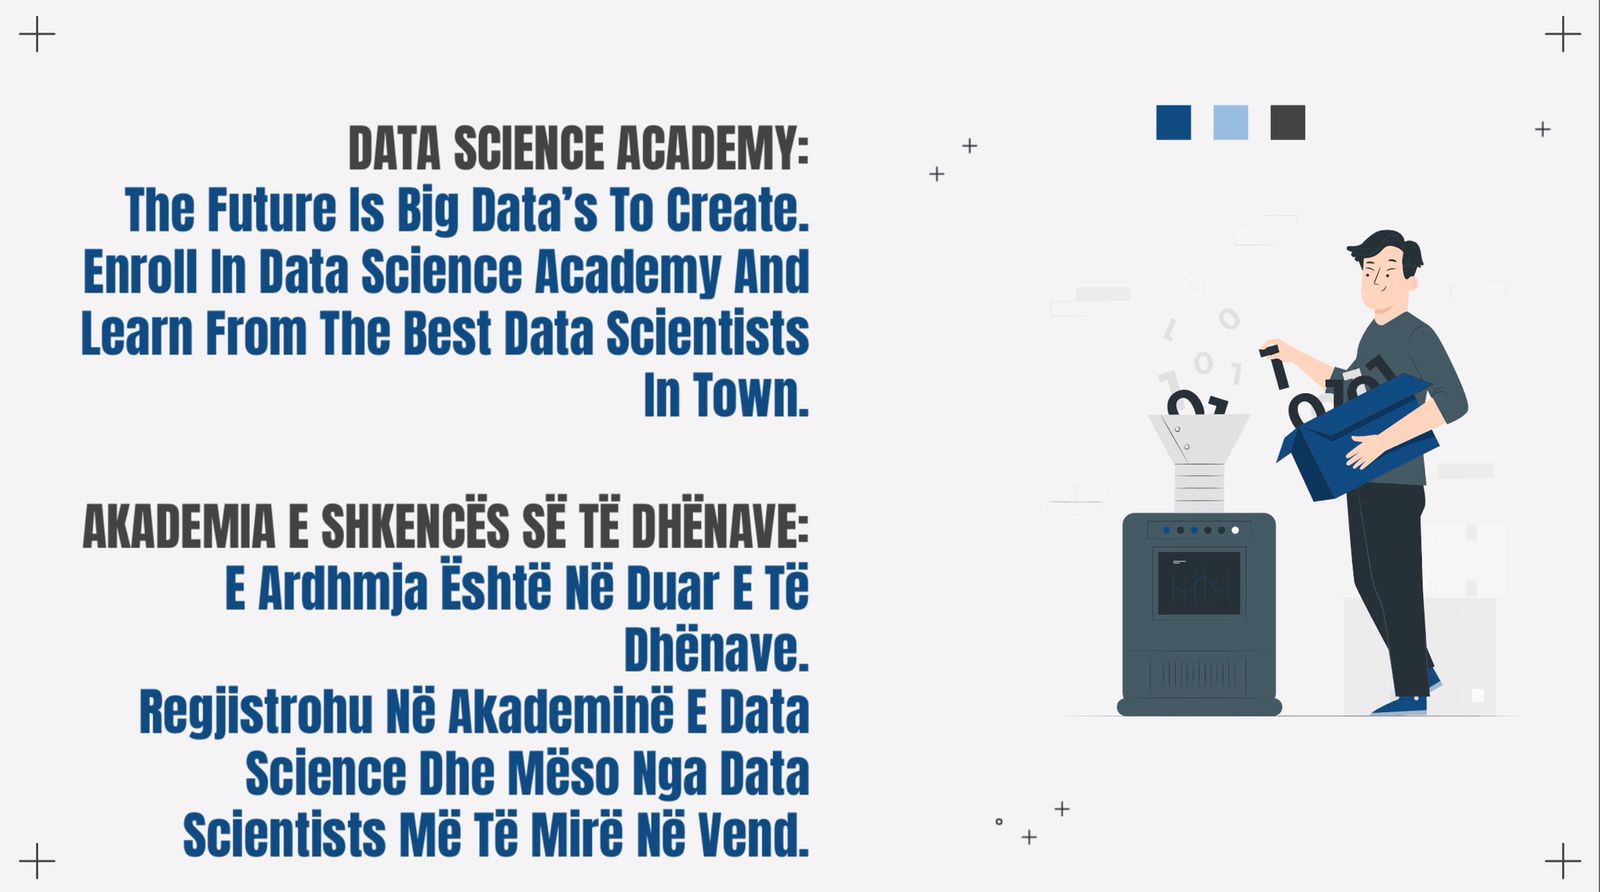 DATA SCIENCE ACADEMY:
The Future Is Big Data’s To Create.
Enroll In Data Science Academy And
Learn From The Best Data Scientists
In Town.
AKADEMIA E SHKENCËS SË TË DHËNAVE:
E Ardhmja Është Në Duar E Të
Dhënave.
Regjistrohu Në Akademinë E Data
Science Dhe Mëso Nga Data
Scientists Më Të Mirë Në Vend.